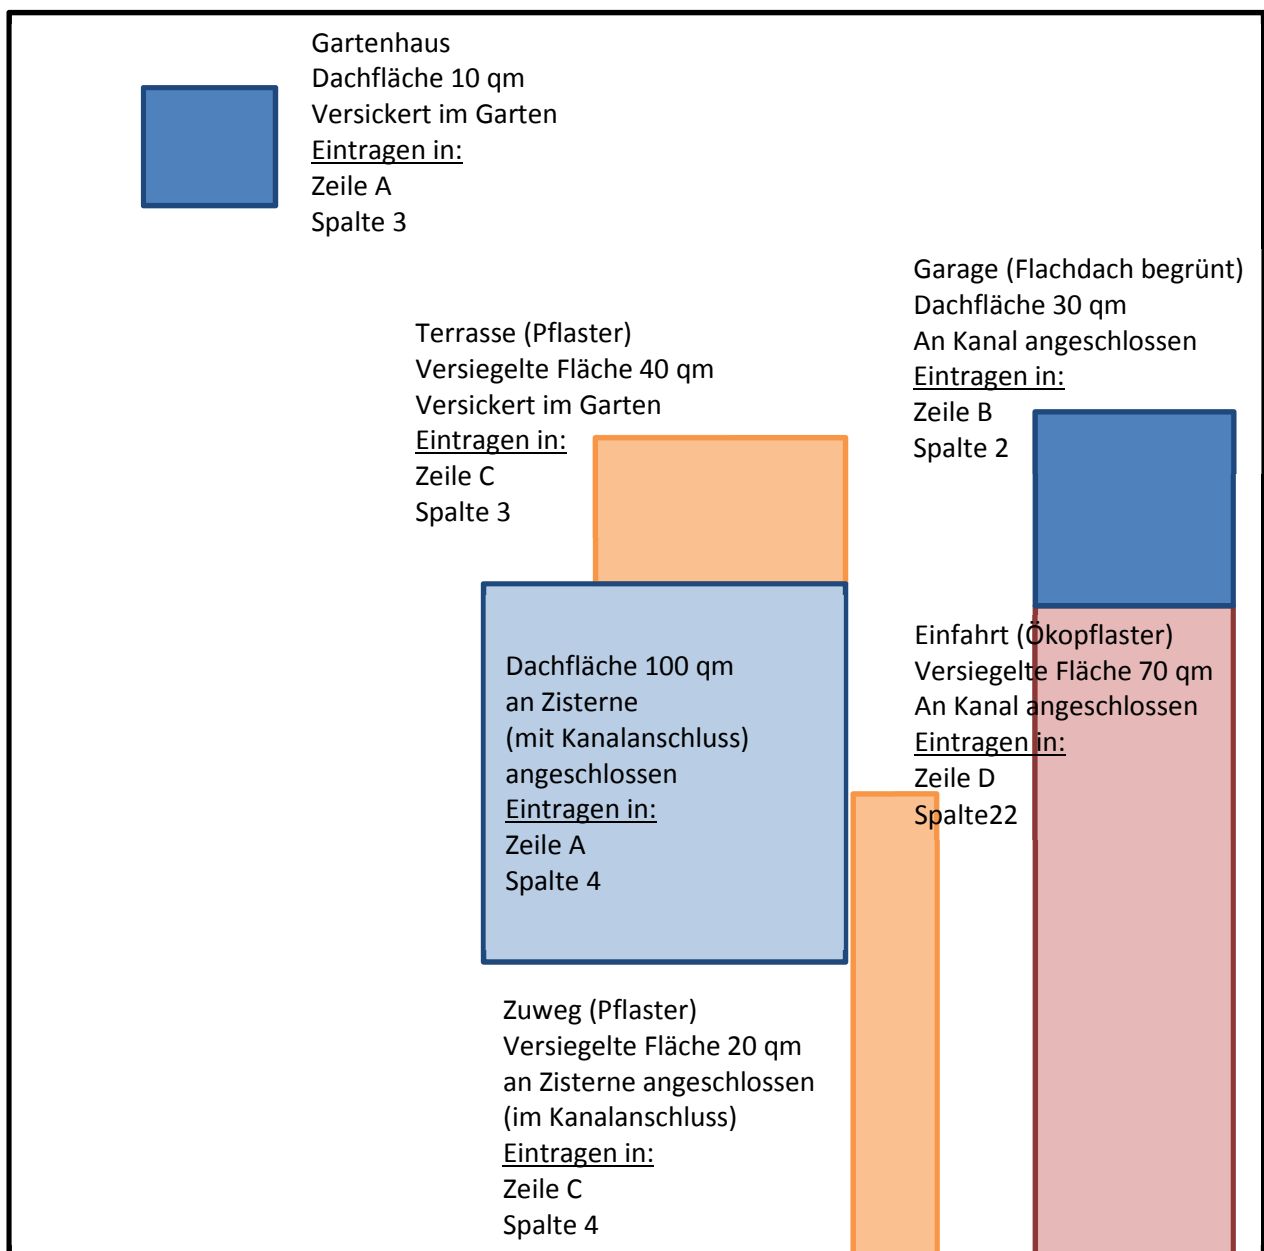 Gartenhaus
Dachfläche 10 qm
Versickert im Garten
Eintragen in:
Zeile A
Spalte 3
Garage (Flachdach begrünt)
Dachfläche 30 qm
An Kanal angeschlossen
Eintragen in:
Zeile B
Spalte 2
Terrasse (Pflaster)
Versiegelte Fläche 40 qm
Versickert im Garten
Eintragen in:
Zeile C
Spalte 3
Dachfläche 100 qm
an Zisterne
(mit Kanalanschluss)
angeschlossen
Eintragen in:
Zeile A
Spalte 4
Einfahrt (Ökopflaster)
Versiegelte Fläche 70 qm
An Kanal angeschlossen
Eintragen in:
Zeile D
Spalte22
Zuweg (Pflaster)
Versiegelte Fläche 20 qm
an Zisterne angeschlossen
(im Kanalanschluss)
Eintragen in:
Zeile C
Spalte 4